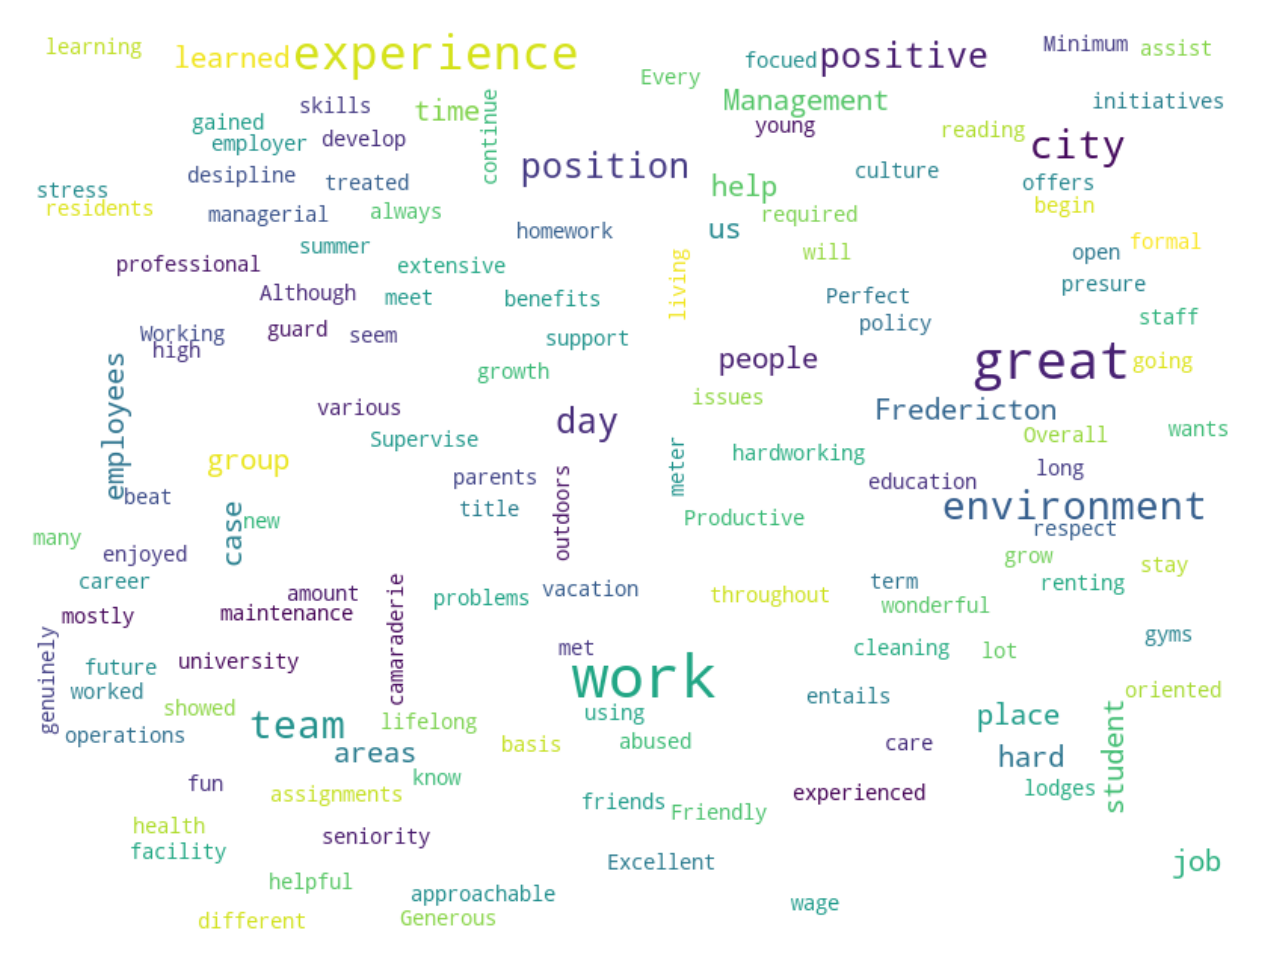 learning
learned
experience
Every
focued
positive
Minimum
assist
skills
time
continue
Management
initiatives
gained
employer
develop
young
reading
city
desipline
treated
position
culture
offers
stress
residents
managerial
always
help
required
begin
summer
homework
us
will
open
formal
professional
extensive
living
presure
Although
meet
benefits
Perfect
policy
staff
Working
high
guard
seem
support
people
great
going
employees
growth
issues
various
day
Fredericton
Overall
wants
Supervise
group
parents
meter
hardworking
long
education
beat
case
new
title
outdoors
Productive
environment
respect
many
enjoyed
grow
stay
career
amount
camaraderie
problems
vacation
throughout
term
renting
wonderful
mostly
maintenance
genuinely
future
university
met
work
cleaning
lot
gyms
worked
showed
entails
oriented
operations
team
lifelong
using
place
student
areas
basis
abused
care
hard
fun
know
assignments
friends
Friendly
experienced
lodges
health
facility
seniority
Excellent
job
helpful
approachable
wage
different
Generous